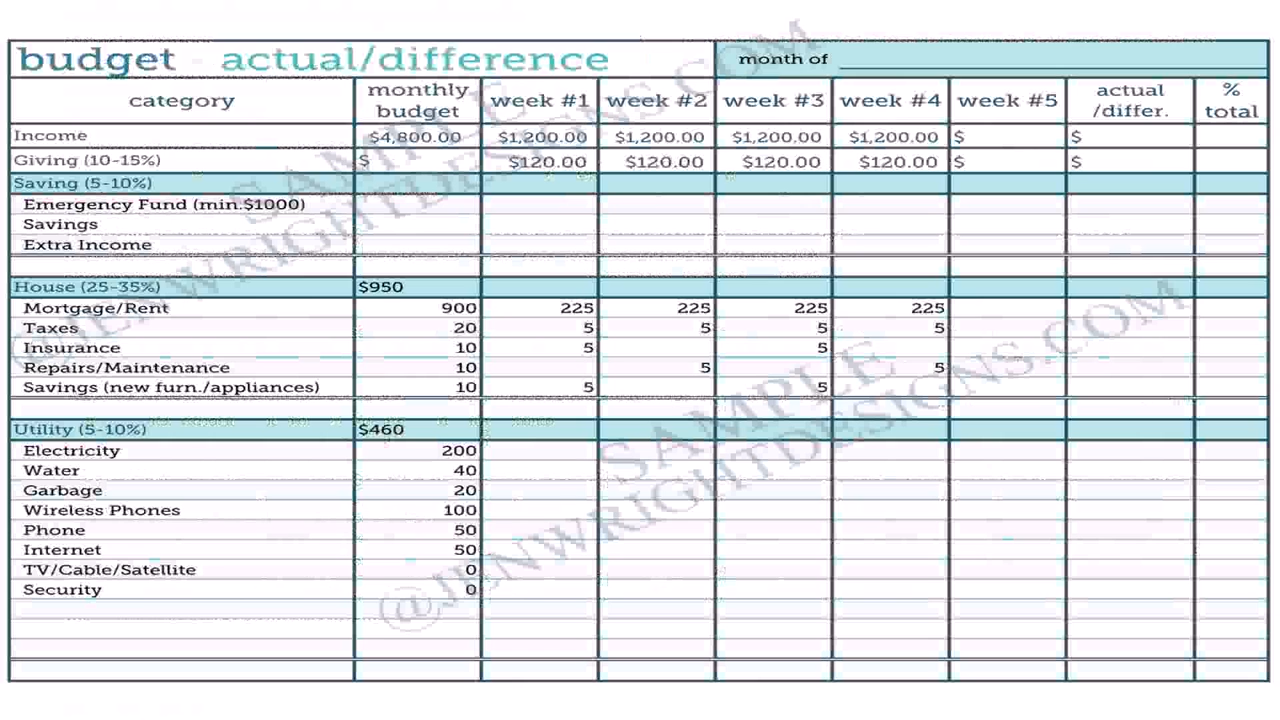 budget actual/difference month of
category monthly budget week #1 week #2 week #3 week #4 week #5 actual /differ. % total
Income $4,800.00 $1,200.00 $1,200.00 $1,200.00 $1,200.00 $ $
Giving (10-15%) $ $120.00 $120.00 $120.00 $120.00 $ $
Saving (5-10%)
Emergency Fund (min.$1000)
Savings
Extra Income
House (25-35%) $950
Mortgage/Rent 900 225 225 225 225
Taxes 20 5 5 5 5
Insurance 10 5 5
Repairs/Maintenance 10 5 5
Savings (new furn./appliances) 10 5 5
Utility (5-10%) $460
Electricity 200
Water 40
Garbage 20
Wireless Phones 100
Phone 50
Internet 50
TV/Cable/Satellite 0
Security 0
SAMPLE
@JENWRIGHTDESIGNS.COM
SAMPLE
@JENWRIGHTDESIGNS.COM